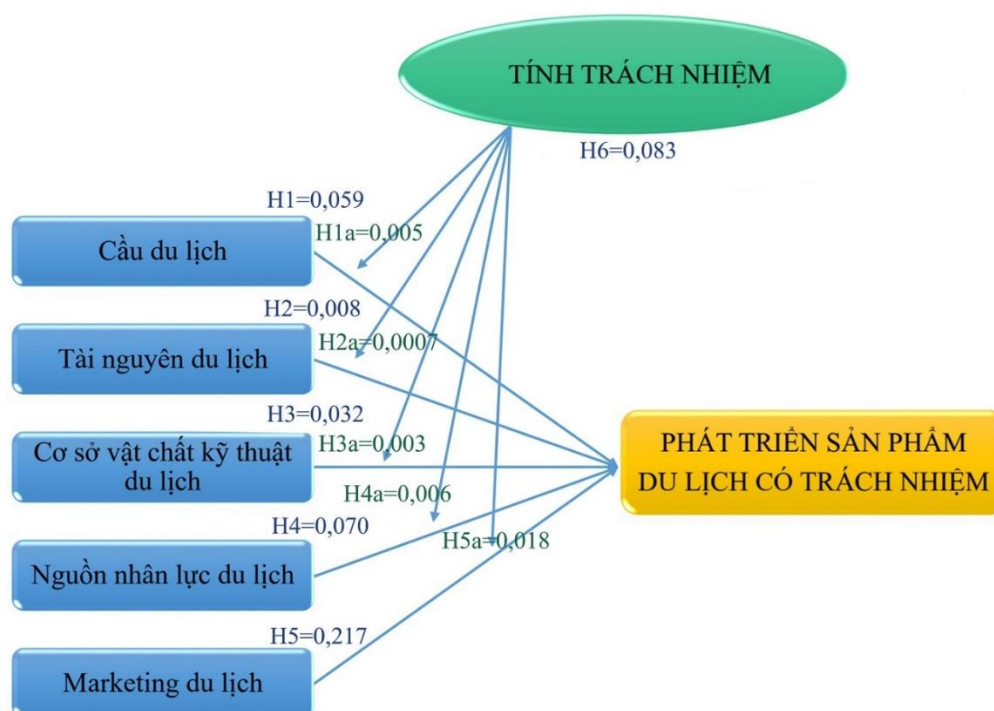 TÍNH TRÁCH NHIỆM
H6=0,083
H1=0,059
H1a=0,005
Cầu du lịch
H2=0,008
H2a=0,0007
Tài nguyên du lịch
H3=0,032
H3a=0,003
Cơ sở vật chất kỹ thuật
du lịch
PHÁT TRIỂN SẢN PHẨM
DU LỊCH CÓ TRÁCH NHIỆM
H4a=0,006
H4=0,070
H5a=0,018
Nguồn nhân lực du lịch
H5=0,217
Marketing du lịch